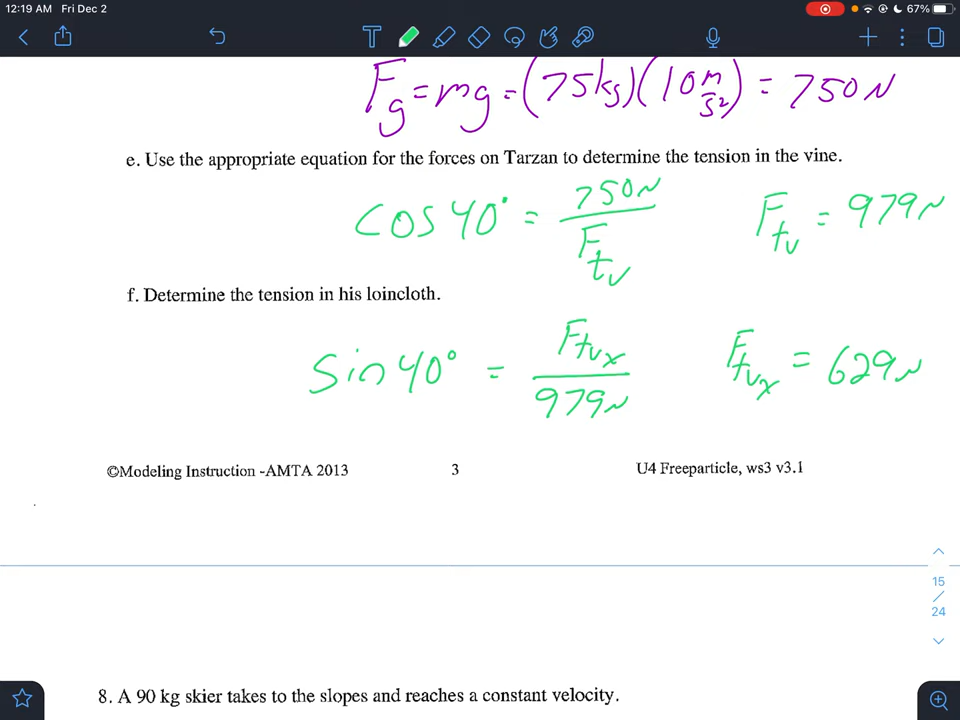 12:19 AM Fri Dec 2 67%
T
Fg = mg = (75kg)(10 m/s²) = 750N
e. Use the appropriate equation for the forces on Tarzan to determine the tension in the vine.
cos 40° = 750N / Ftv Ftv = 979N
f. Determine the tension in his loincloth.
Sin 40° = Ftvx / 979N Ftvx = 629N
©Modeling Instruction -AMTA 2013 3 U4 Freeparticle, ws3 v3.1
15
/
24
8. A 90 kg skier takes to the slopes and reaches a constant velocity.